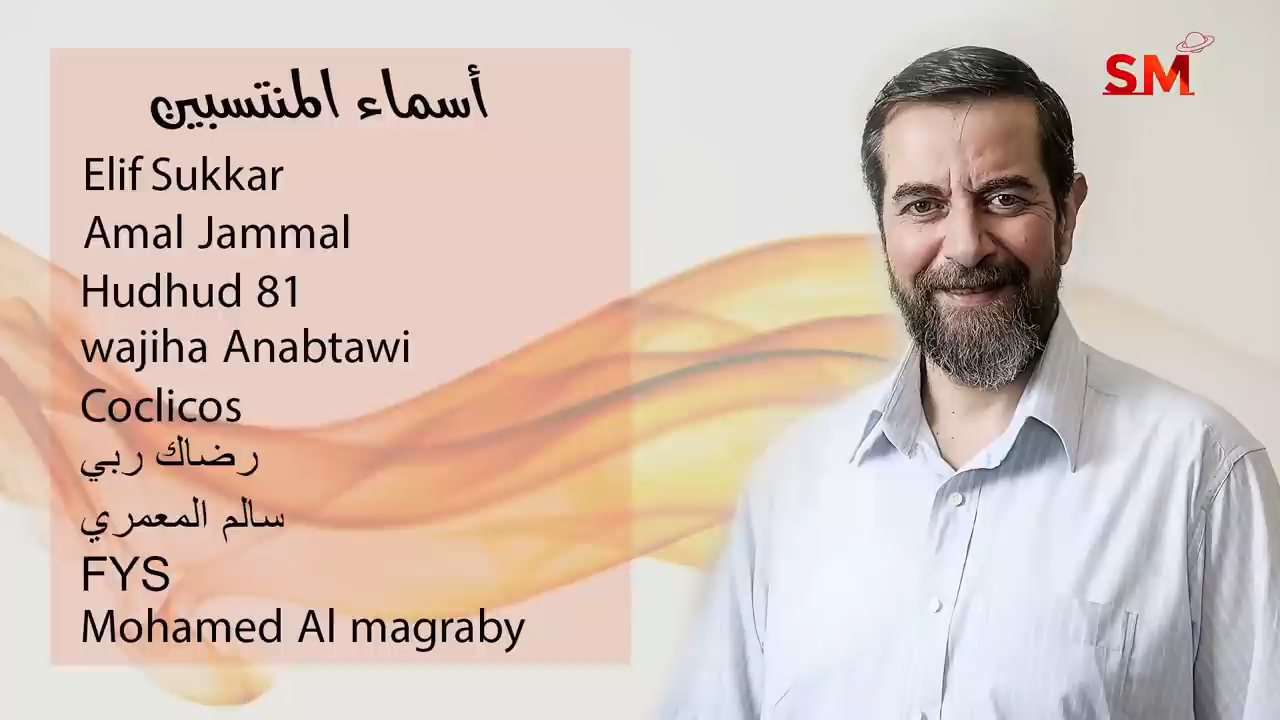 SM
أسماء المنتسبين
Elif Sukkar
Amal Jammal
Hudhud 81
wajiha Anabtawi
Coclicos
رضاك ربي
سالم المعمري
FYS
Mohamed Al magraby